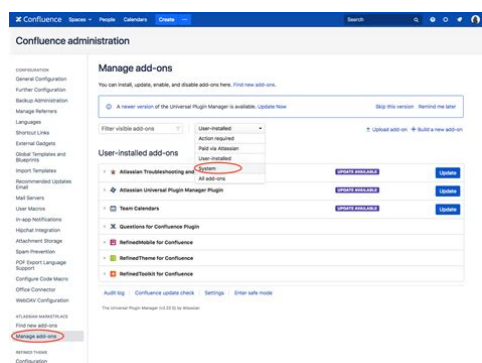 Confluence Spaces People Calendars Create ... Search
Confluence administration
CONFIGURATION
General Configuration
Further Configuration
Backup Administration
Manage Referrers
Languages
Shortcut Links
External Gadgets
Global Templates and
Blueprints
Import Templates
Recommended Updates
Email
Mail Servers
User Macros
In-app Notifications
Hipchat Integration
Attachment Storage
Spam Prevention
PDF Export Language
Support
Configure Code Macro
Office Connector
WebDAV Configuration
ATLASSIAN MARKETPLACE
Find new add-ons
Manage add-ons
REFINED THEME
Configuration
Manage add-ons
You can install, update, enable, and disable add-ons here. Find new add-ons.
A newer version of the Universal Plugin Manager is available. Update Now Skip this version Remind me later
Filter visible add-ons User-installed Upload add-on Build a new add-on
Action required
Paid via Atlassian
User-installed
System
All add-ons
User-installed add-ons
Atlassian Troubleshooting and UPDATE AVAILABLE Update
Atlassian Universal Plugin Manager Plugin UPDATE AVAILABLE Update
Team Calendars UPDATE AVAILABLE Update
Questions for Confluence Plugin
RefinedMobile for Confluence
RefinedTheme for Confluence
RefinedToolkit for Confluence
Audit log Confluence update check Settings Enter safe mode